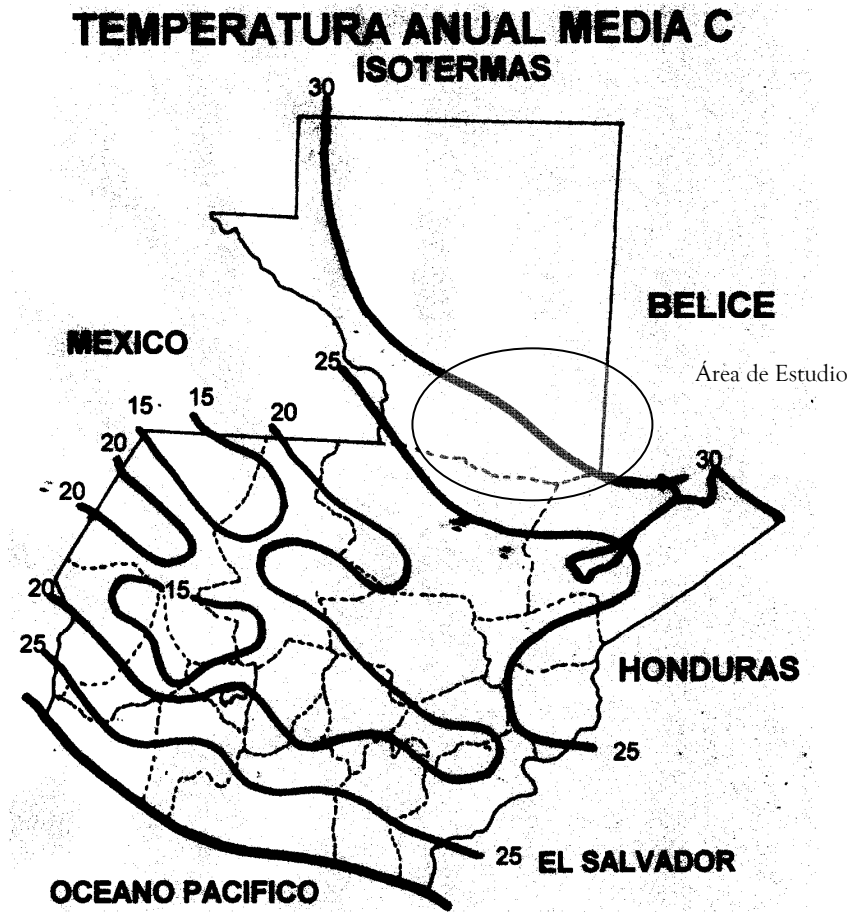 TEMPERATURA ANUAL MEDIA C
ISOTERMAS
30
BELICE
MEXICO
25
Área de Estudio
15
15
20
20
30
20
20
15
25
HONDURAS
25
25
EL SALVADOR
OCEANO PACIFICO